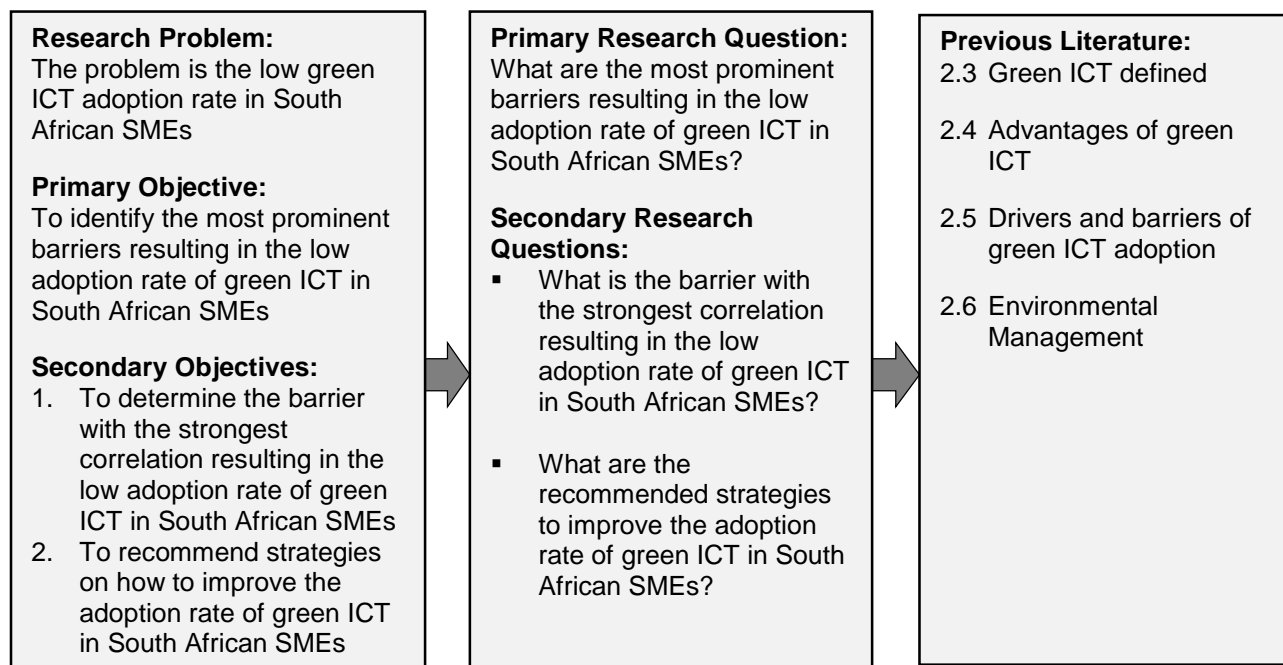 Research Problem:
The problem is the low green
ICT adoption rate in South
African SMEs
Primary Objective:
To identify the most prominent
barriers resulting in the low
adoption rate of green ICT in
South African SMEs
Secondary Objectives:
1. To determine the barrier
with the strongest
correlation resulting in the
low adoption rate of green
ICT in South African SMEs
2. To recommend strategies
on how to improve the
adoption rate of green ICT
in South African SMEs
Primary Research Question:
What are the most prominent
barriers resulting in the low
adoption rate of green ICT in
South African SMEs?
Secondary Research
Questions:
▪ What is the barrier with
the strongest correlation
resulting in the low
adoption rate of green ICT
in South African SMEs?
▪ What are the
recommended strategies
to improve the adoption
rate of green ICT in South
African SMEs?
Previous Literature:
2.3 Green ICT defined
2.4 Advantages of green
ICT
2.5 Drivers and barriers of
green ICT adoption
2.6 Environmental
Management